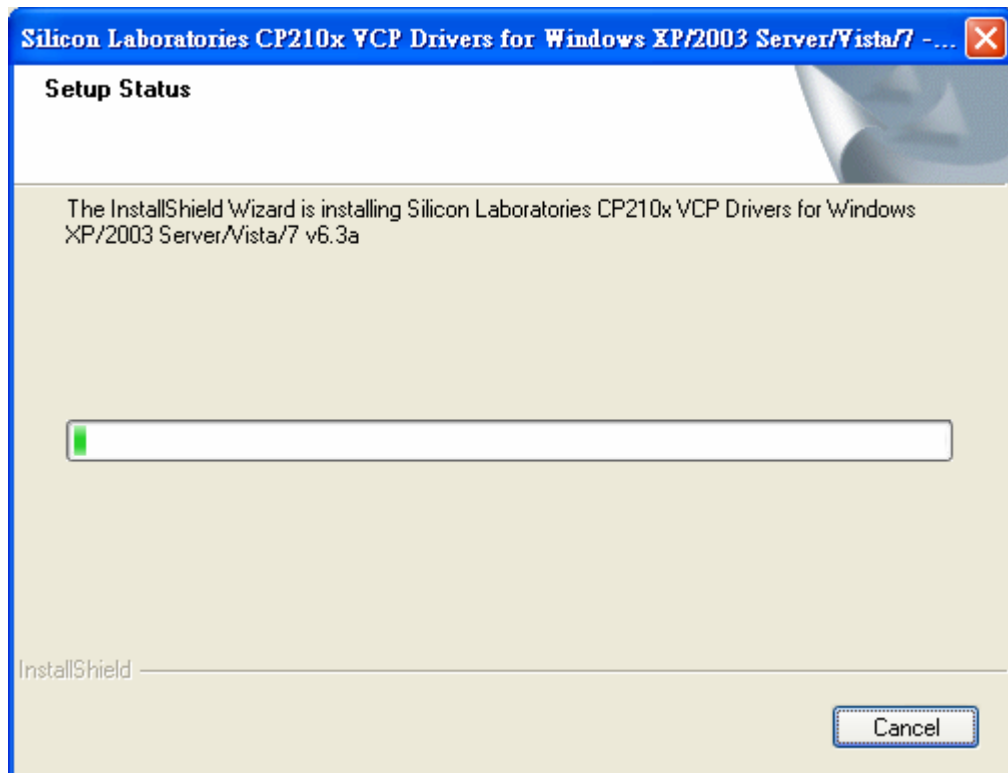 Silicon Laboratories CP210x VCP Drivers for Windows XP/2003 Server/Vista/7 -...
Setup Status
The InstallShield Wizard is installing Silicon Laboratories CP210x VCP Drivers for Windows
XP/2003 Server/Vista/7 v6.3a
InstallShield
Cancel